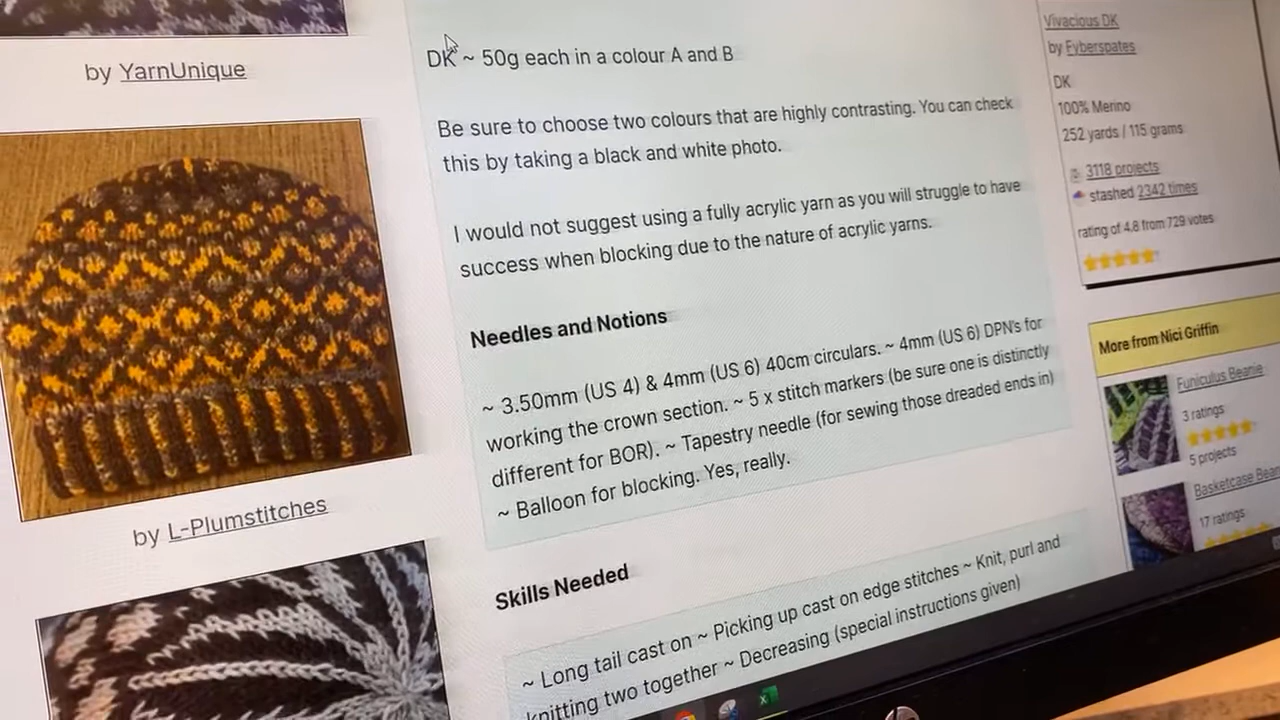 by YarnUnique
by L-Plumstitches
DK ~ 50g each in a colour A and B
Be sure to choose two colours that are highly contrasting. You can check
this by taking a black and white photo.
I would not suggest using a fully acrylic yarn as you will struggle to have
success when blocking due to the nature of acrylic yarns.
Needles and Notions
~ 3.50mm (US 4) & 4mm (US 6) 40cm circulars. ~ 4mm (US 6) DPN's for
working the crown section. ~ 5 x stitch markers (be sure one is distinctly
different for BOR). ~ Tapestry needle (for sewing those dreaded ends in)
~ Balloon for blocking. Yes, really.
Skills Needed
~ Long tail cast on ~ Picking up cast on edge stitches ~ Knit, purl and
knitting two together ~ Decreasing (special instructions given)
Vivacious DK
by Fyberspates
DK
100% Merino
252 yards / 115 grams
3118 projects
stashed 2342 times
rating of 4.8 from 729 votes
More from Nici Griffin
Funiculus Beanie
3 ratings
5 projects
Basketcase Bea
17 ratings